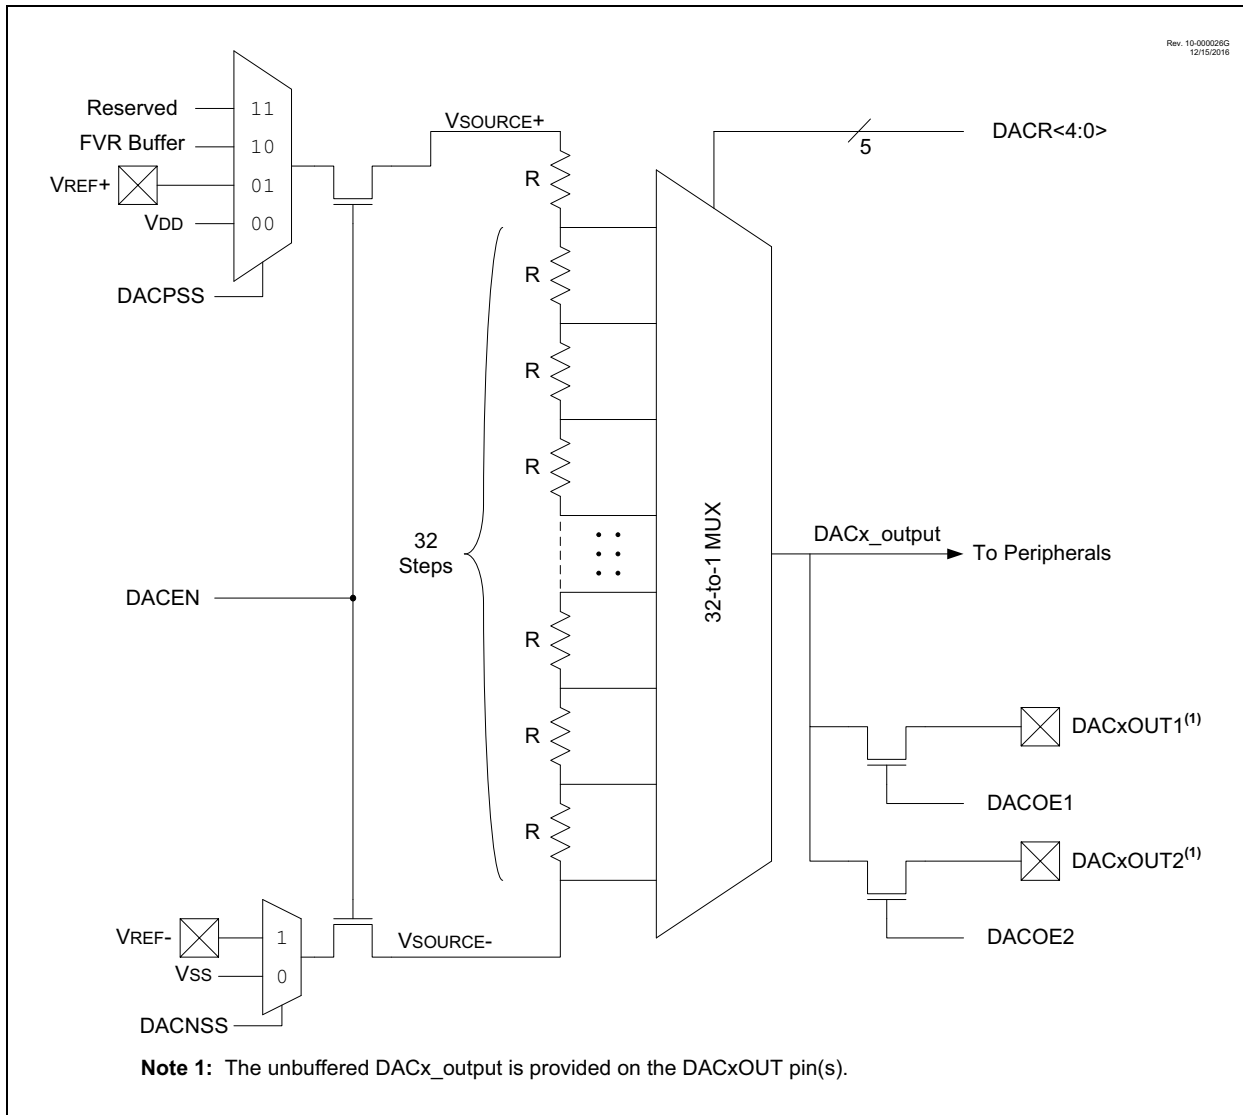 Rev. 10-000026G
12/15/2016
Reserved
11
FVR Buffer
10
VREF+
01
VDD
00
DACPSS
VSOURCE+
R
R
R
R
32
Steps
R
R
R
DACR<4:0>
5
32-to-1 MUX
DACx_output
To Peripherals
DACEN
DACxOUT1(1)
DACOE1
DACxOUT2(1)
DACOE2
VREF-
1
VSS
0
VSOURCE-
DACNSS
Note 1: The unbuffered DACx_output is provided on the DACxOUT pin(s).